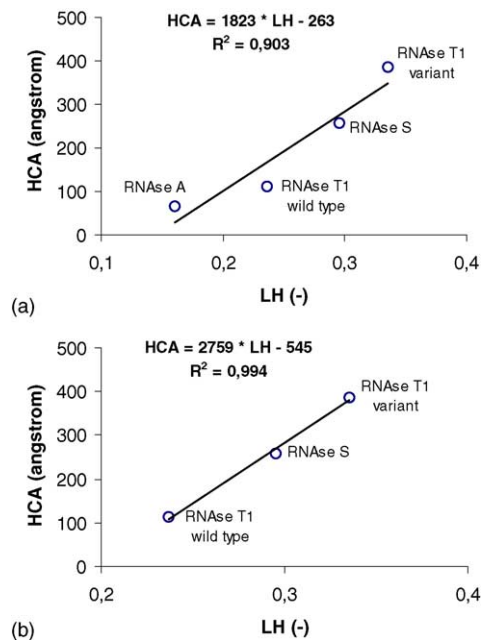 HCA = 1823 * LH - 263
R² = 0,903
500
400
300
200
100
0
HCA (angstrom)
RNAse T1
variant
RNAse S
RNAse A
RNAse T1
wild type
0,1
0,2
0,3
0,4
LH (-)
(a)
HCA = 2759 * LH - 545
R² = 0,994
500
400
300
200
100
0
HCA (angstrom)
RNAse T1
variant
RNAse S
RNAse T1
wild type
0,2
0,3
0,4
LH (-)
(b)